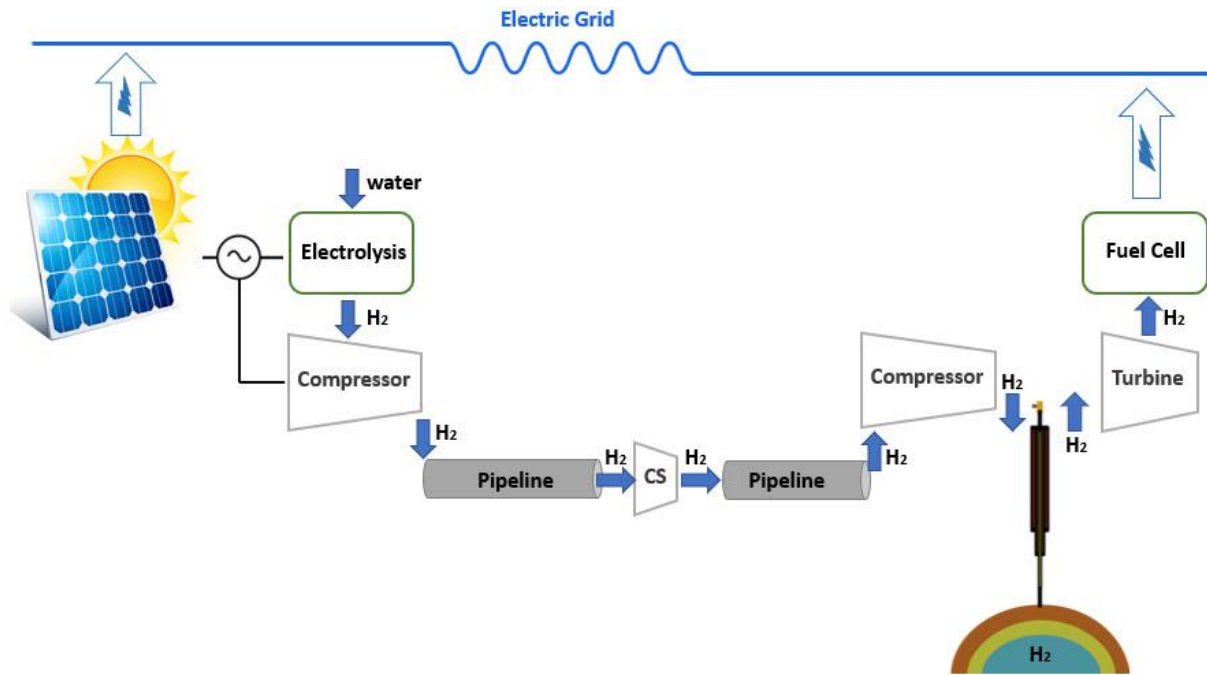 Electric Grid
water
Electrolysis
Fuel Cell
H₂
H₂
Compressor
Compressor
H₂
Turbine
H₂
H₂
H₂
H₂
H₂
Pipeline
CS
Pipeline
H₂